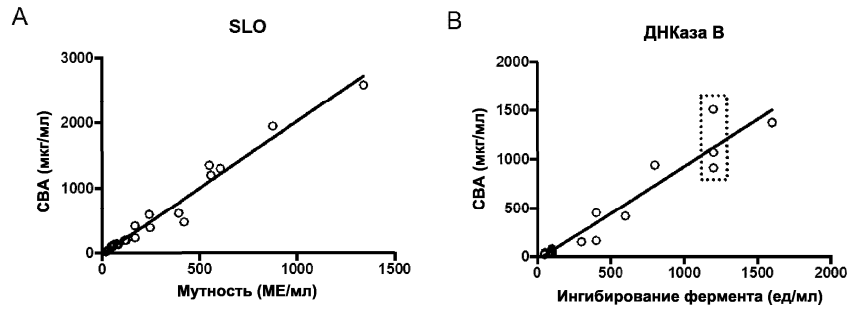 A
SLO
СВА (мкг/мл)
3000
2000
1000
0
0 500 1000 1500
Мутность (МЕ/мл)
B
ДНКаза В
СВА (мкг/мл)
2000
1500
1000
500
0
0 500 1000 1500 2000
Ингибирование фермента (ед/мл)